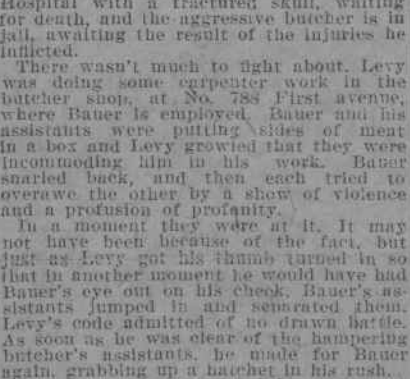 Hospital with a fractured skull, waiting
for death, and the aggressive butcher is in
jail, awaiting the result of the injuries he
inflicted.
There wasn't much to fight about. Levy
was doing some carpenter work in the
butcher shop, at No. 788 First avenue,
where Bauer is employed. Bauer and his
assistants were putting sides of meat
in a box and Levy growled that they were
incommoding him in his work. Bauer
snarled back, and then each tried to
overawe the other by a show of violence
and a profusion of profanity.
In a moment they were at it. It may
not have been because of the fact, but
just as Levy got his thumb turned in so
that in another moment he would have had
Bauer's eye out on his cheek, Bauer's as-
sistants jumped in and separated them.
Levy's code admitted of no drawn battle.
As soon as he was clear of the hampering
butcher's assistants, he made for Bauer
again, grabbing up a hatchet in his rush.